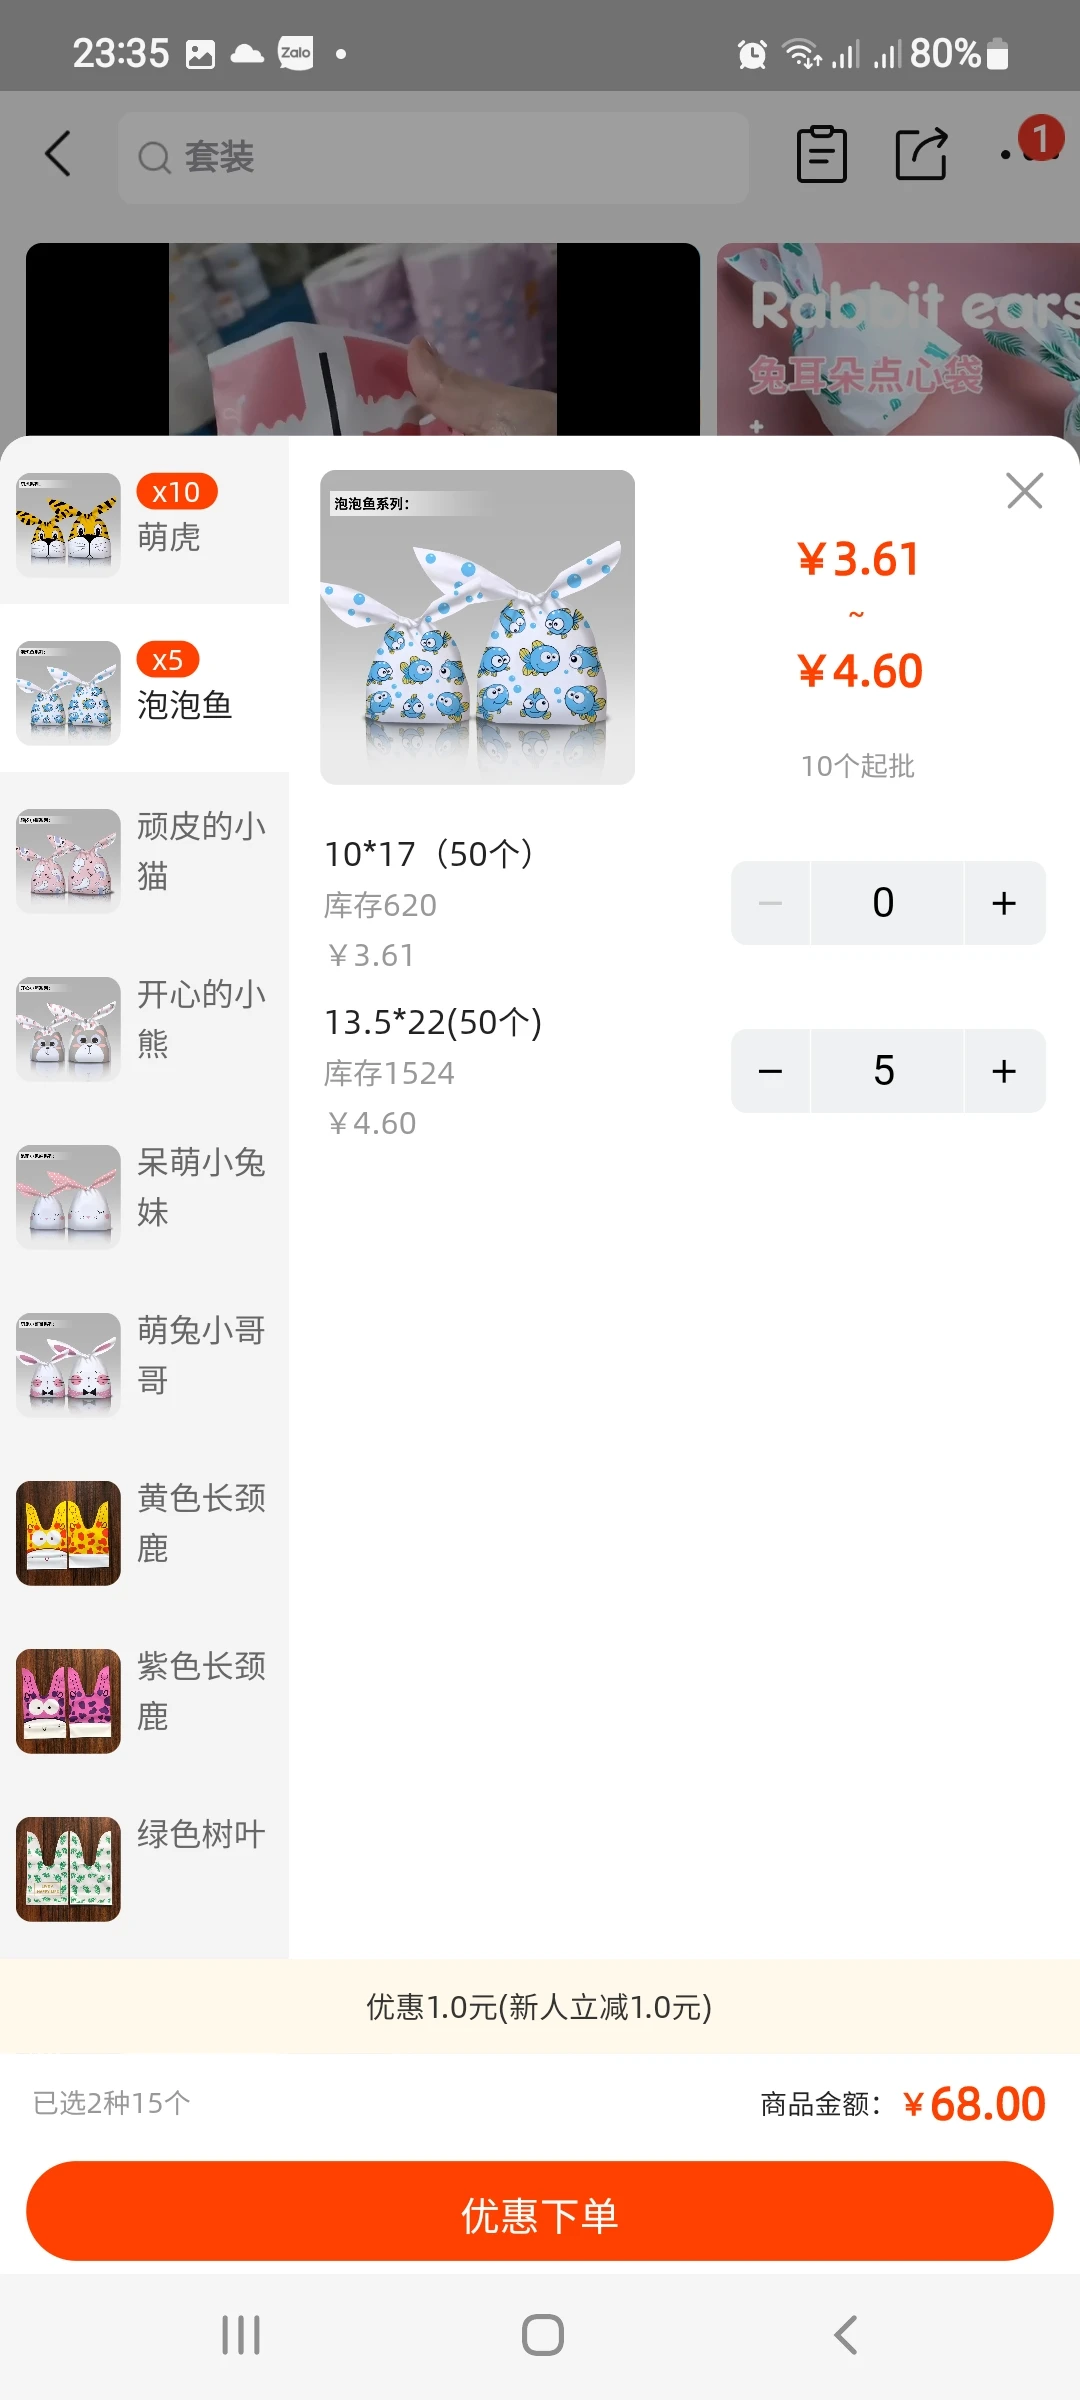 23:35
Zalo
80%
套装
1
Rabbit ears
兔耳朵点心袋
x10
萌虎
x5
泡泡鱼
顽皮的小
猫
开心的小
熊
呆萌小兔
妹
萌兔小哥
哥
黄色长颈
鹿
紫色长颈
鹿
绿色树叶
泡泡鱼系列：
￥3.61
~
￥4.60
10个起批
10*17（50个）
库存620
￥3.61
0
13.5*22(50个)
库存1524
￥4.60
5
优惠1.0元(新人立减1.0元)
已选2种15个
商品金额：￥68.00
优惠下单